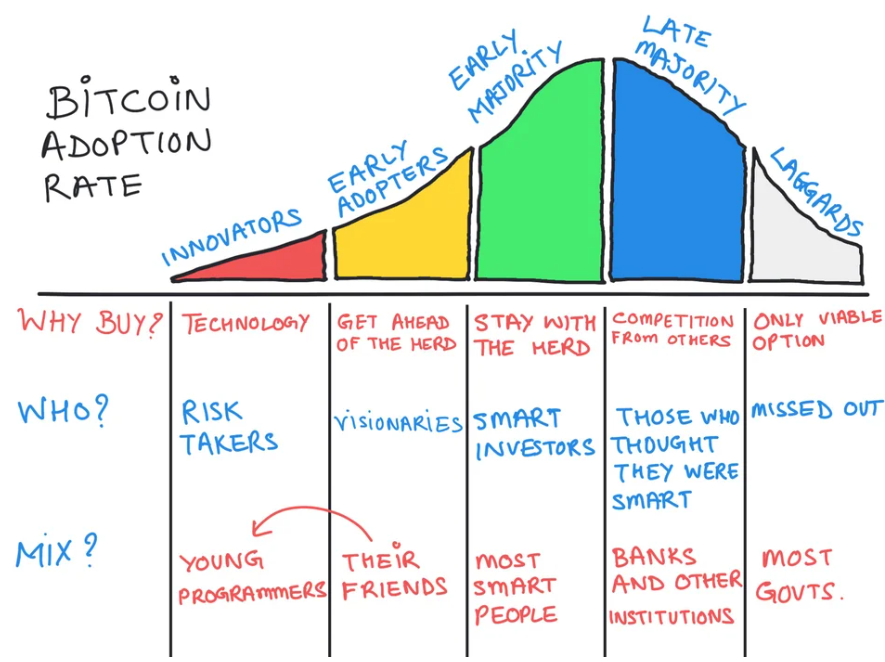 BITCOIN
ADOPTION
RATE
INNOVATORS
EARLY
ADOPTERS
EARLY
MAJORITY
LATE
MAJORITY
LAGGARDS
WHY BUY?
TECHNOLOGY
GET AHEAD
OF THE HERD
STAY WITH
THE HERD
COMPETITION
FROM OTHERS
ONLY VIABLE
OPTION
WHO?
RISK
TAKERS
VISIONARIES
SMART
INVESTORS
THOSE WHO
THOUGHT
THEY WERE
SMART
MISSED OUT
MIX?
YOUNG
PROGRAMMERS
THEIR
FRIENDS
MOST
SMART
PEOPLE
BANKS
AND OTHER
INSTITUTIONS
MOST
GOVTS.